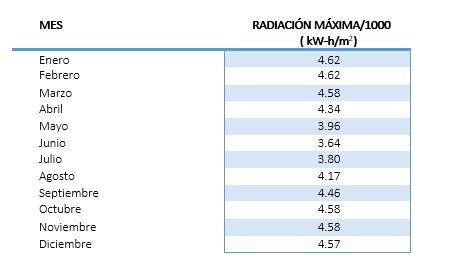 MES RADIACIÓN MÁXIMA/1000
( kW-h/m²)
Enero 4.62
Febrero 4.62
Marzo 4.58
Abril 4.34
Mayo 3.96
Junio 3.64
Julio 3.80
Agosto 4.17
Septiembre 4.46
Octubre 4.58
Noviembre 4.58
Diciembre 4.57